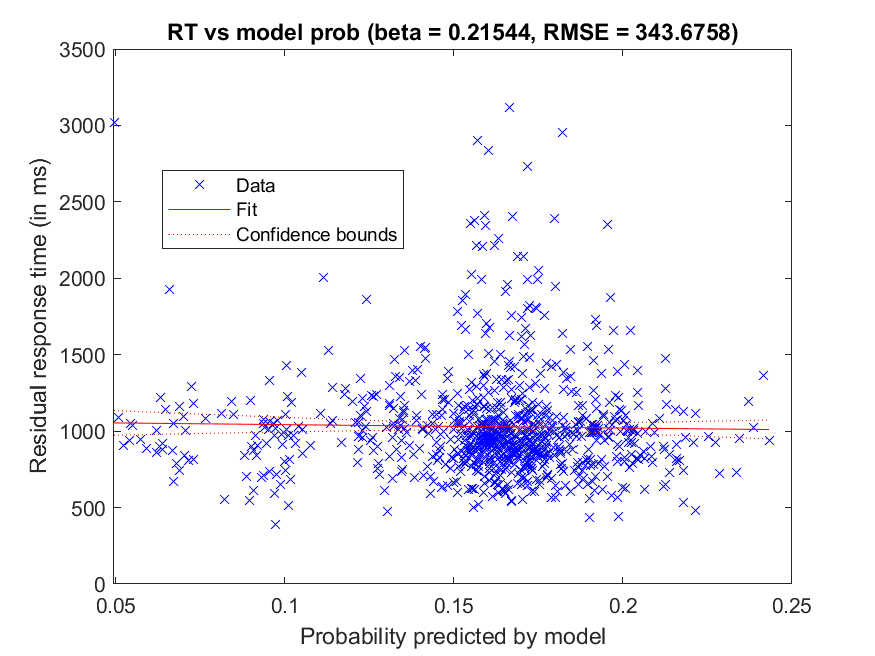 RT vs model prob (beta = 0.21544, RMSE = 343.6758)
3500
3000
2500
2000
1500
1000
500
0
Residual response time (in ms)
Data
Fit
Confidence bounds
0.05 0.1 0.15 0.2 0.25
Probability predicted by model